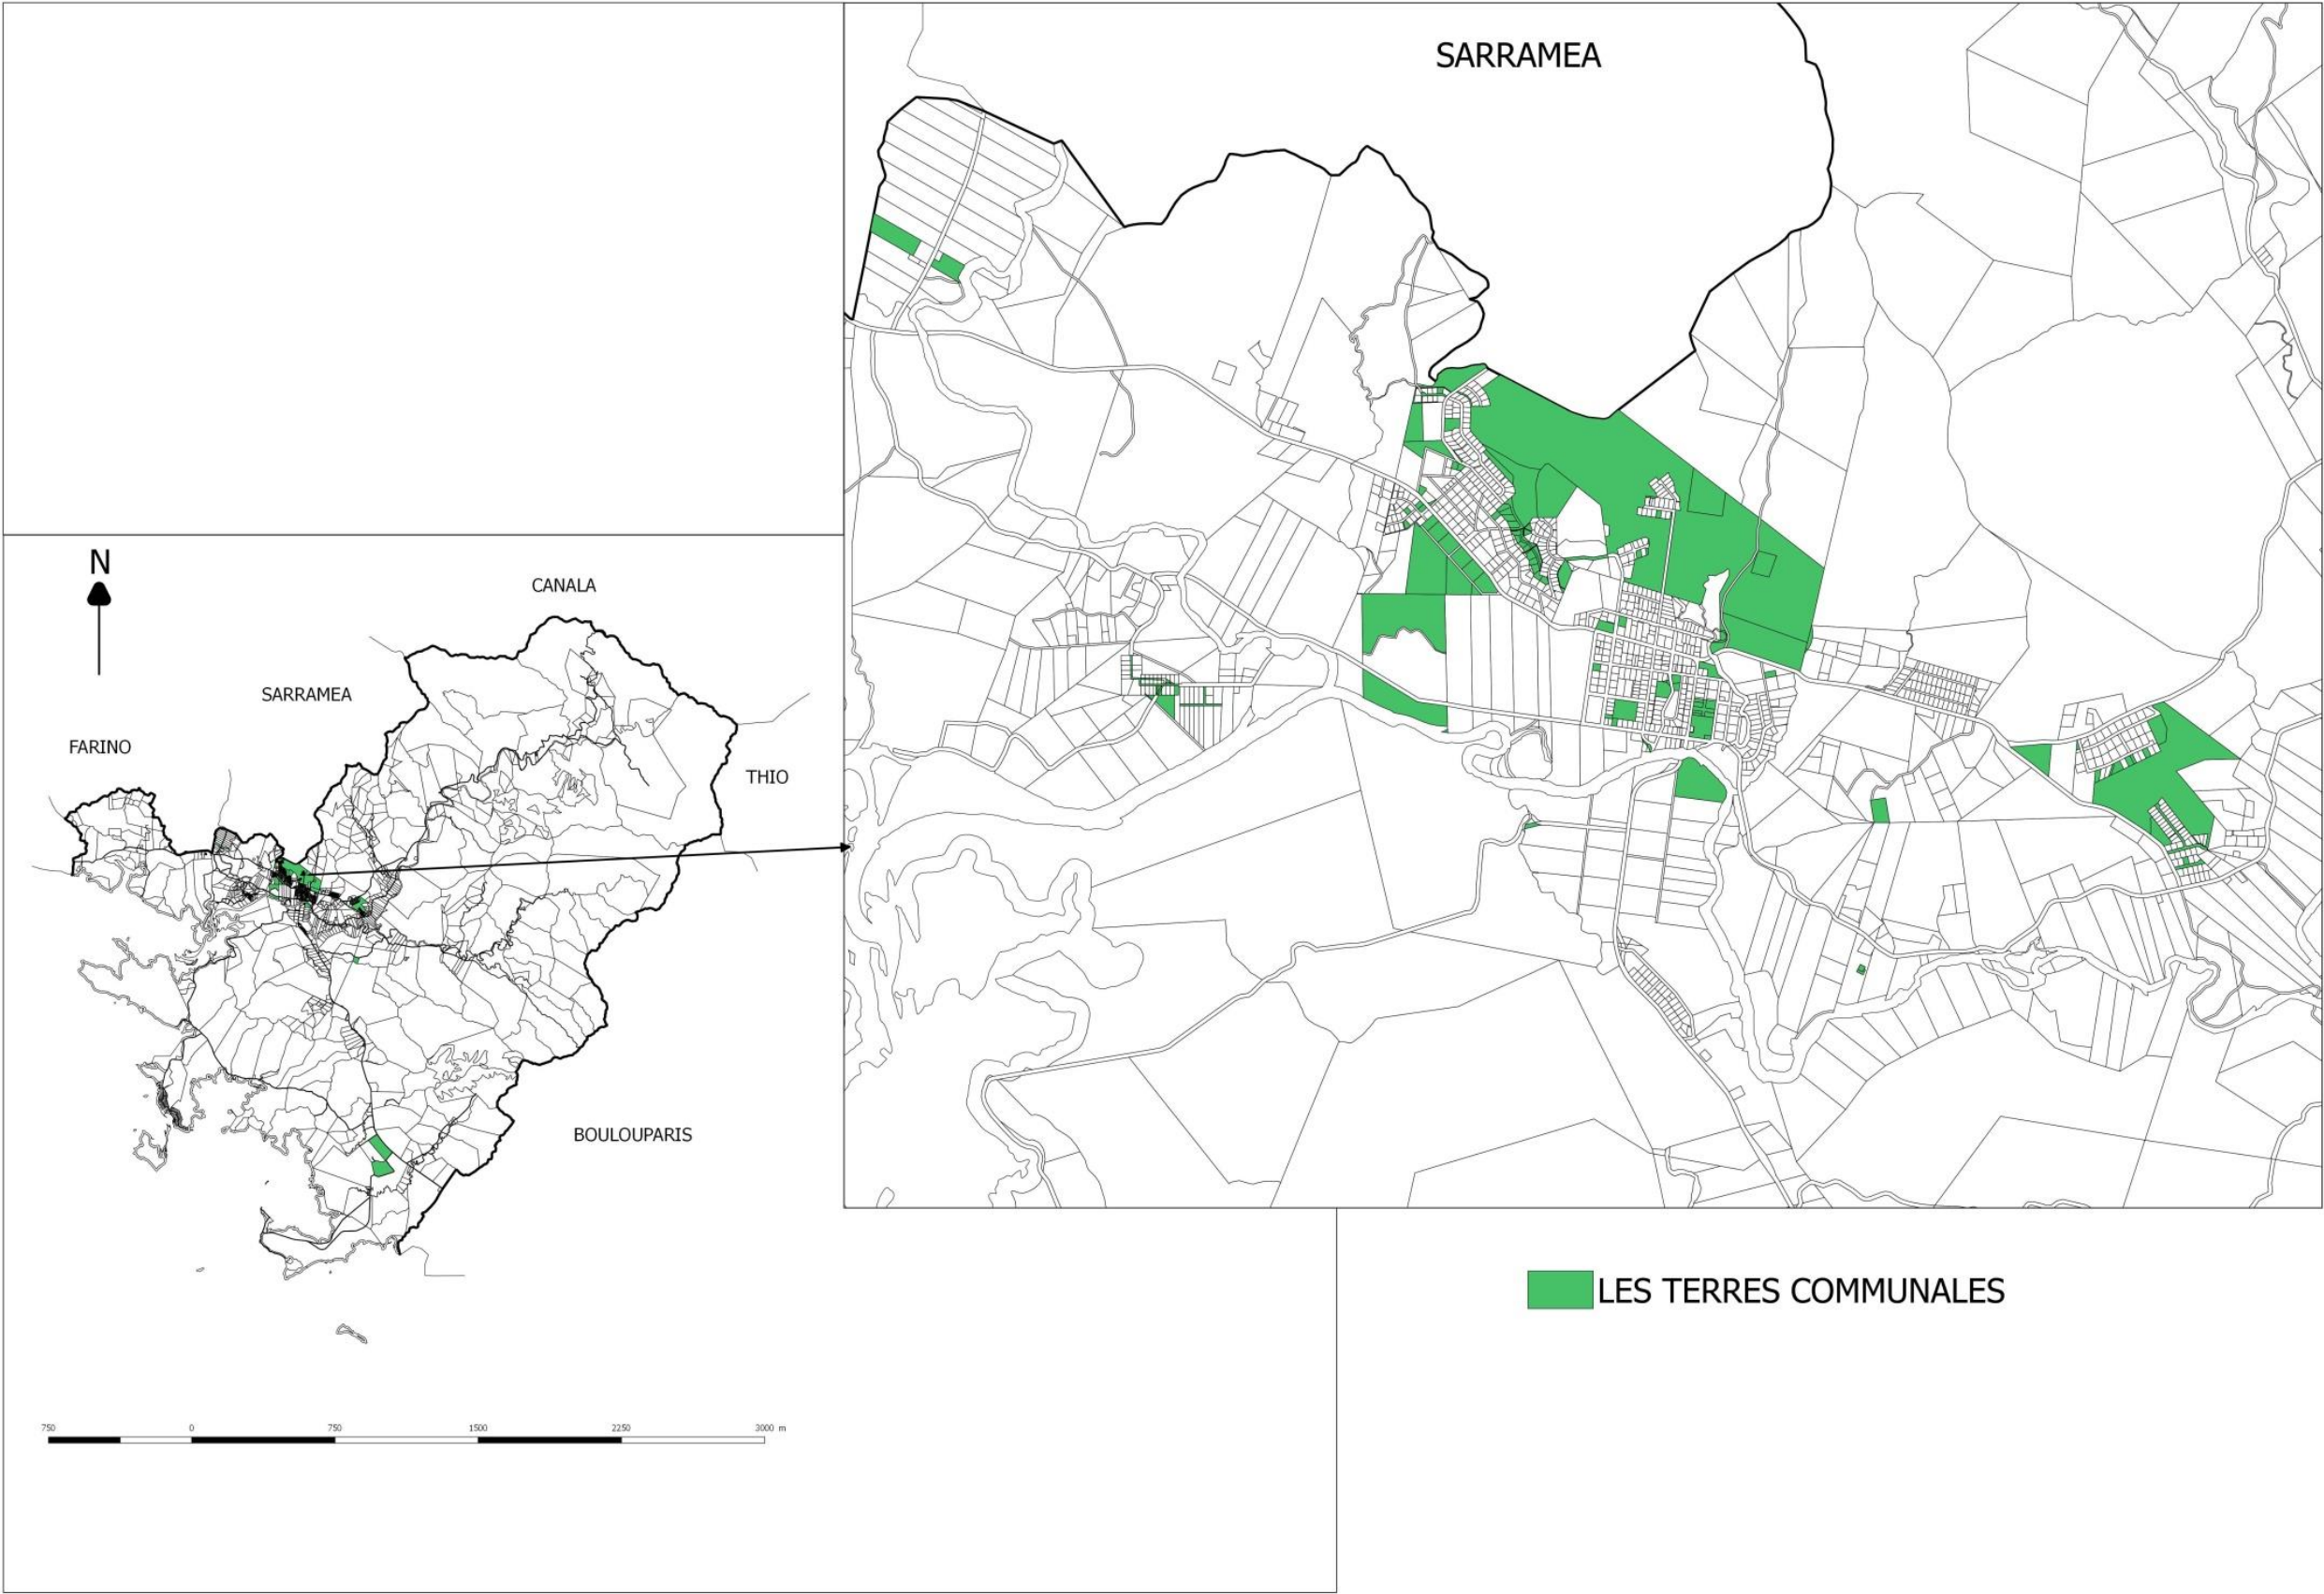 SARRAMEA
N
CANALA
SARRAMEA
FARINO
THIO
BOULOUPARIS
LES TERRES COMMUNALES
750 0 750 1500 2250 3000 m